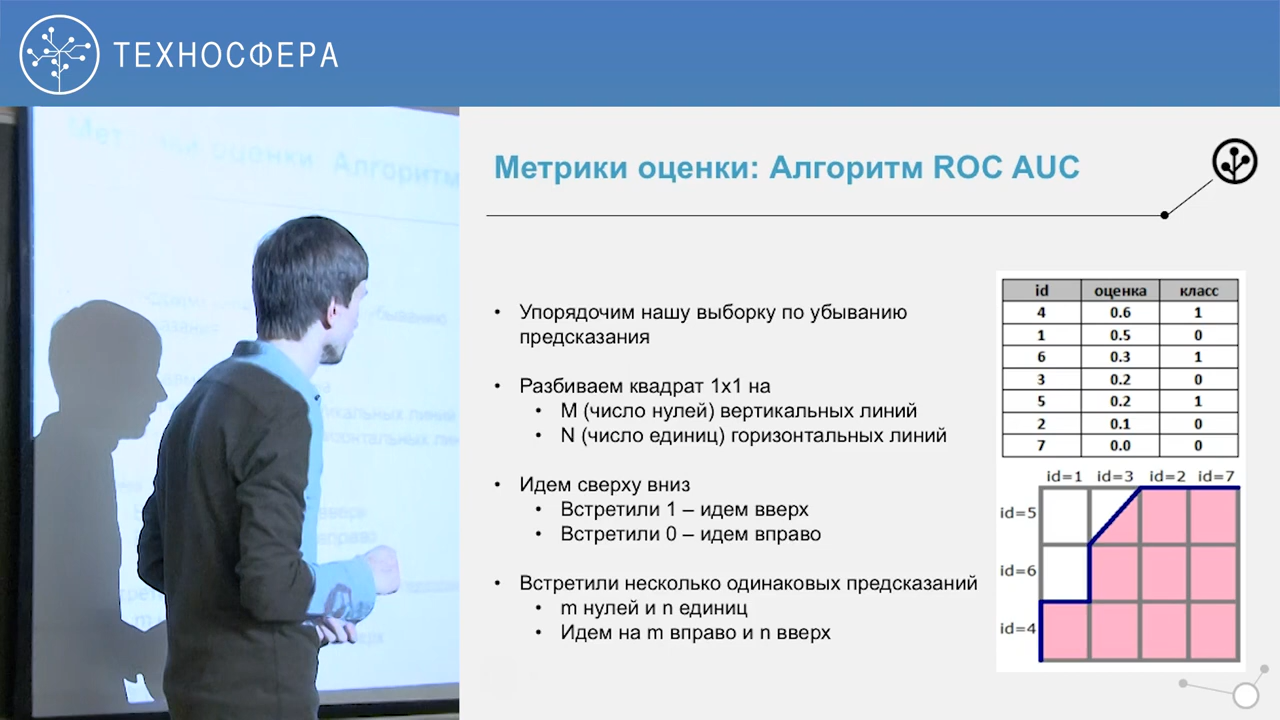 ТЕХНОСФЕРА
Метрики оценки: Алгоритм ROC AUC
• Упорядочим нашу выборку по убыванию
предсказания
• Разбиваем квадрат 1x1 на
• M (число нулей) вертикальных линий
• N (число единиц) горизонтальных линий
• Идем сверху вниз
• Встретили 1 – идем вверх
• Встретили 0 – идем вправо
• Встретили несколько одинаковых предсказаний
• m нулей и n единиц
• Идем на m вправо и n вверх
id оценка класс
4 0.6 1
1 0.5 0
6 0.3 1
3 0.2 0
5 0.2 1
2 0.1 0
7 0.0 0
id=1 id=3 id=2 id=7
id=5
id=6
id=4